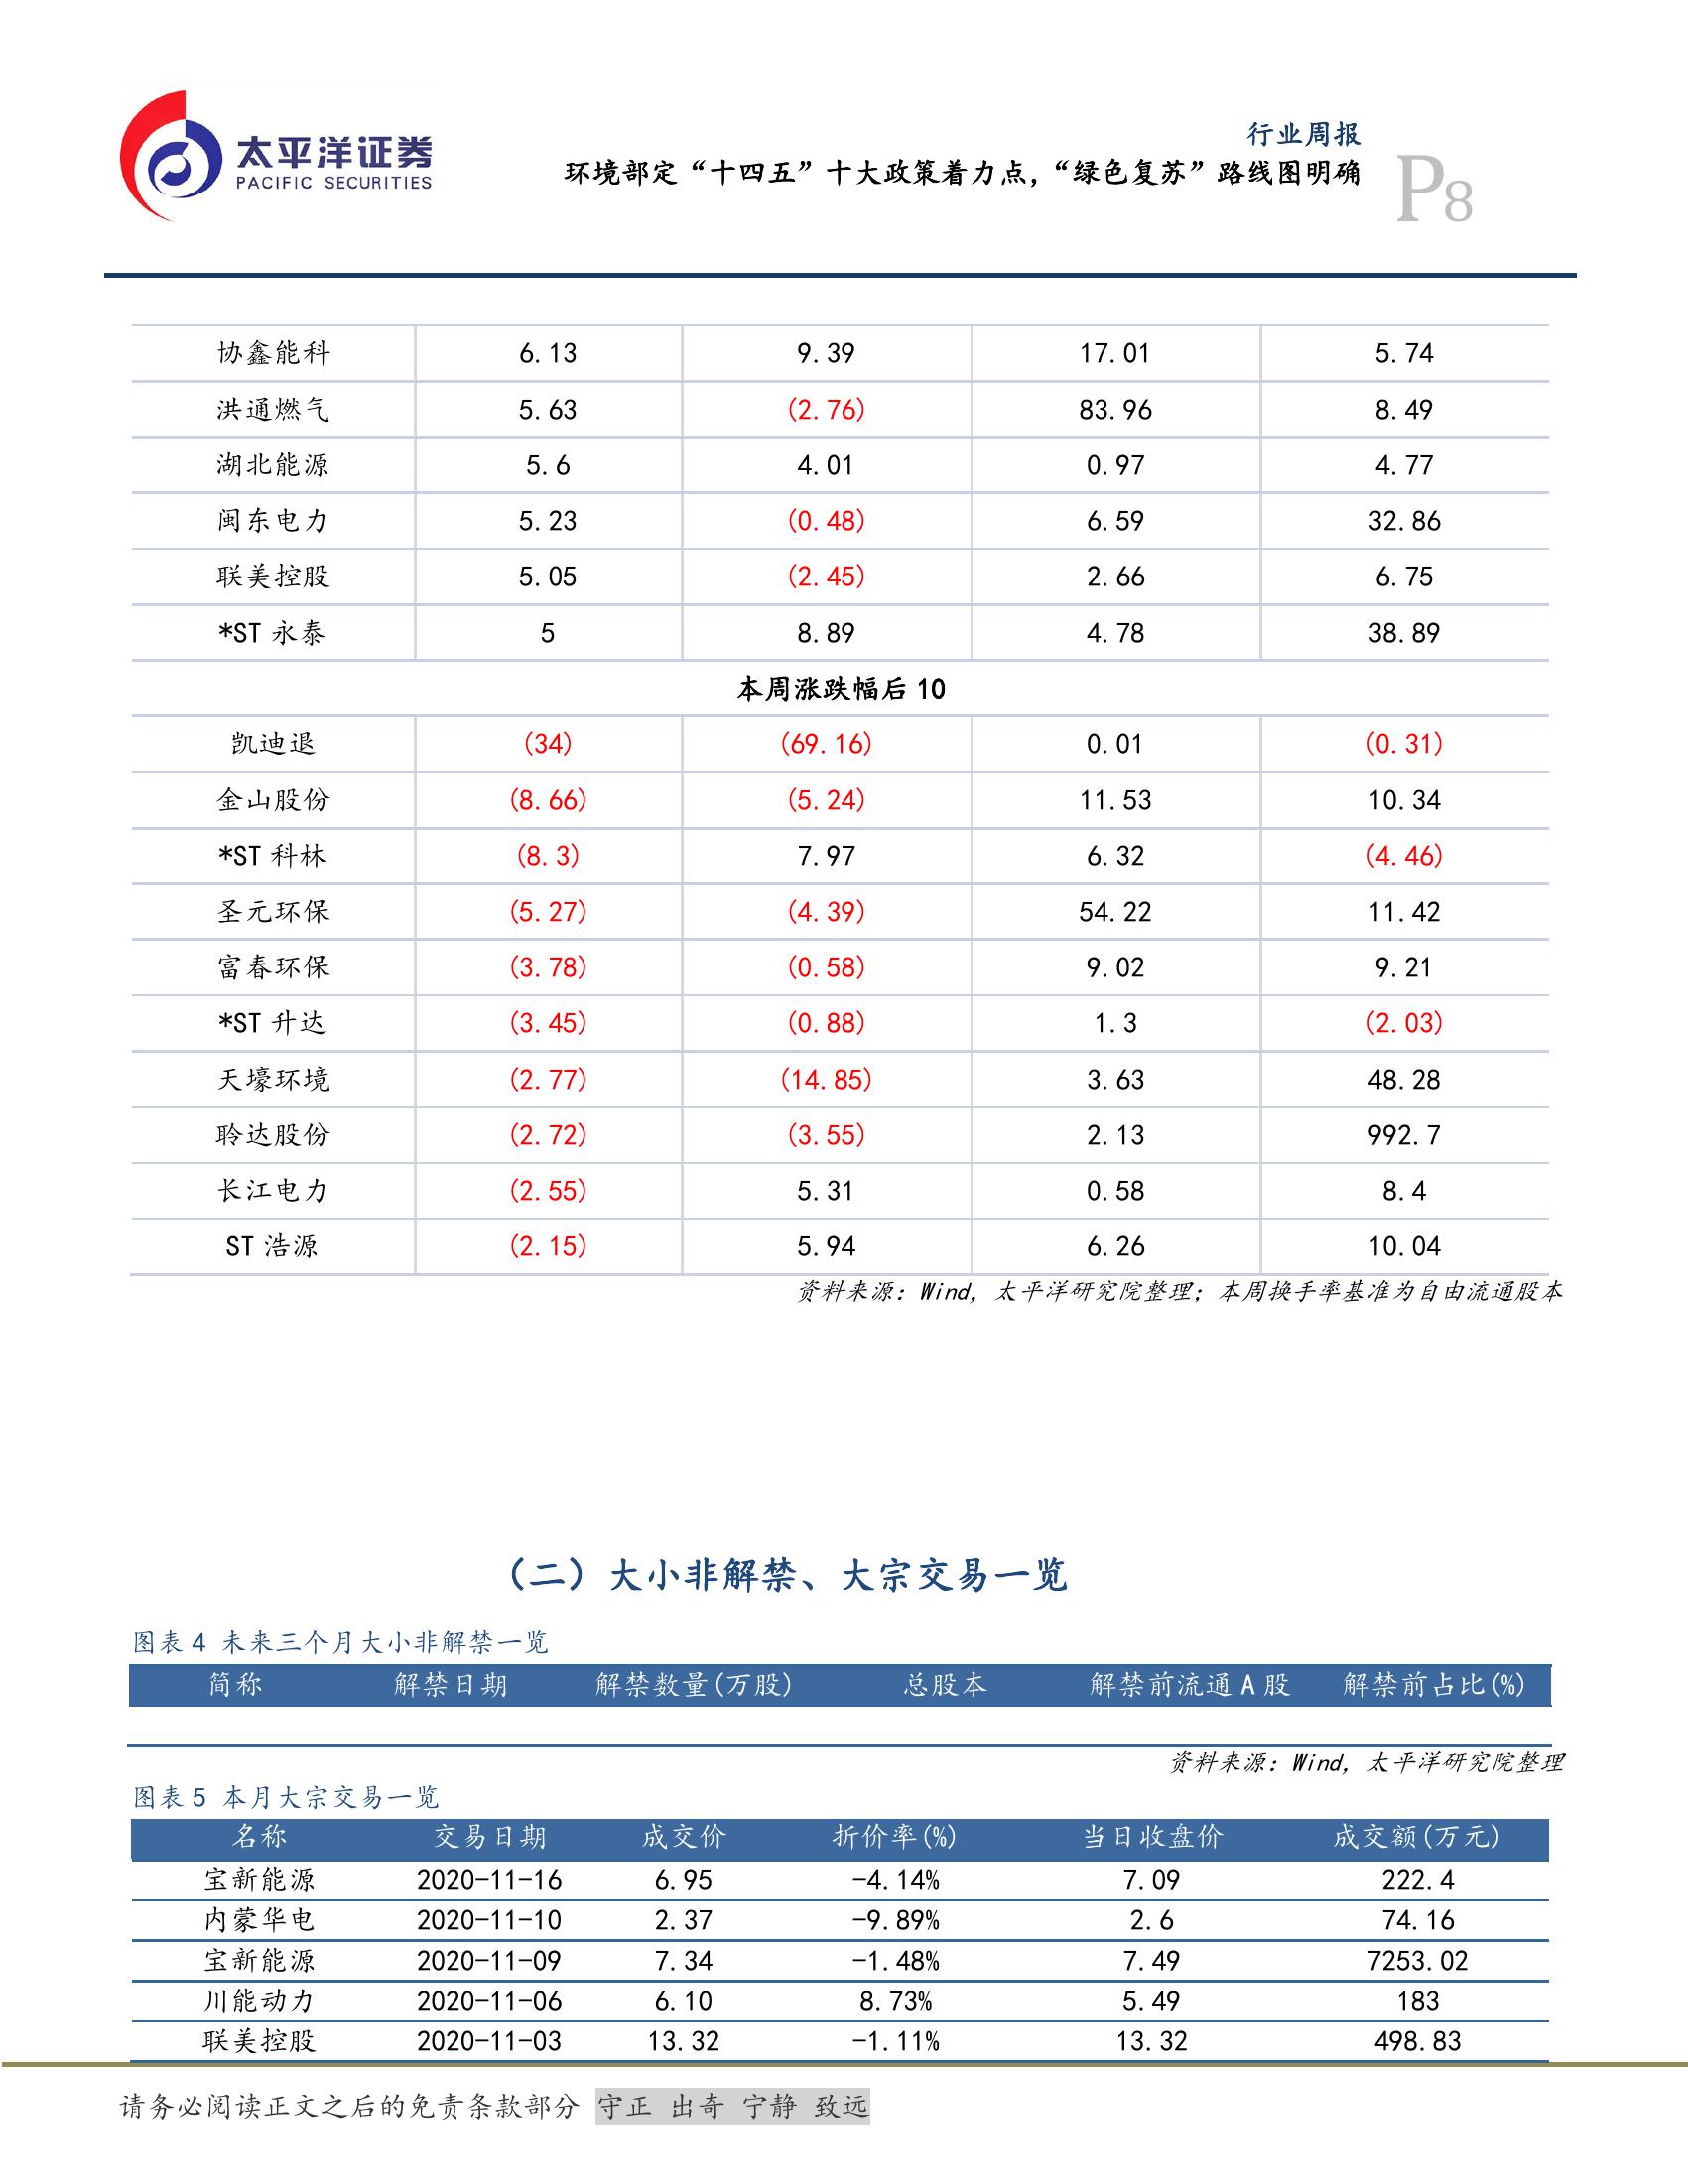 太平洋证券
PACIFIC SECURITIES
行业周报
环境部定“十四五”十大政策着力点，“绿色复苏”路线图明确
P8
协鑫能科 6.13 9.39 17.01 5.74
洪通燃气 5.63 (2.76) 83.96 8.49
湖北能源 5.6 4.01 0.97 4.77
闽东电力 5.23 (0.48) 6.59 32.86
联美控股 5.05 (2.45) 2.66 6.75
*ST 永泰 5 8.89 4.78 38.89
本周涨跌幅后 10
凯迪退 (34) (69.16) 0.01 (0.31)
金山股份 (8.66) (5.24) 11.53 10.34
*ST 科林 (8.3) 7.97 6.32 (4.46)
圣元环保 (5.27) (4.39) 54.22 11.42
富春环保 (3.78) (0.58) 9.02 9.21
*ST 升达 (3.45) (0.88) 1.3 (2.03)
天壕环境 (2.77) (14.85) 3.63 48.28
聆达股份 (2.72) (3.55) 2.13 992.7
长江电力 (2.55) 5.31 0.58 8.4
ST 浩源 (2.15) 5.94 6.26 10.04
资料来源：Wind，太平洋研究院整理；本周换手率基准为自由流通股本
（二）大小非解禁、大宗交易一览
图表 4 未来三个月大小非解禁一览
简称 解禁日期 解禁数量(万股) 总股本 解禁前流通 A 股 解禁前占比(%)
资料来源：Wind，太平洋研究院整理
图表 5 本月大宗交易一览
名称 交易日期 成交价 折价率(%) 当日收盘价 成交额(万元)
宝新能源 2020-11-16 6.95 -4.14% 7.09 222.4
内蒙华电 2020-11-10 2.37 -9.89% 2.6 74.16
宝新能源 2020-11-09 7.34 -1.48% 7.49 7253.02
川能动力 2020-11-06 6.10 8.73% 5.49 183
联美控股 2020-11-03 13.32 -1.11% 13.32 498.83
请务必阅读正文之后的免责条款部分 守正 出奇 宁静 致远